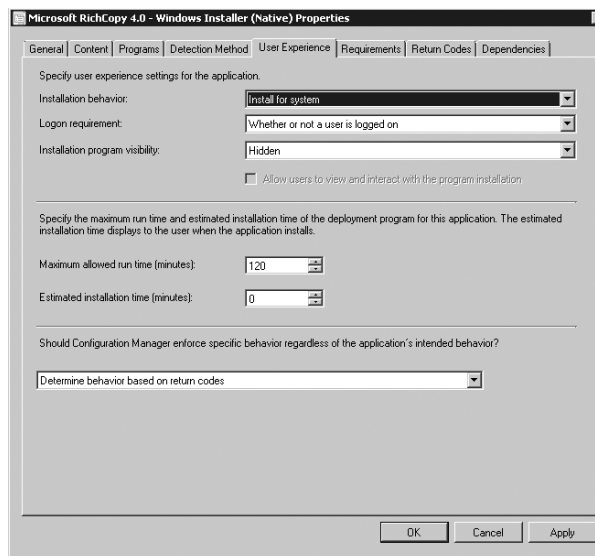 Microsoft RichCopy 4.0 - Windows Installer (Native) Properties
General Content Programs Detection Method User Experience Requirements Return Codes Dependencies
Specify user experience settings for the application.
Installation behavior: Install for system
Logon requirement: Whether or not a user is logged on
Installation program visibility: Hidden
Allow users to view and interact with the program installation
Specify the maximum run time and estimated installation time of the deployment program for this application. The estimated
installation time displays to the user when the application installs.
Maximum allowed run time (minutes): 120
Estimated installation time (minutes): 0
Should Configuration Manager enforce specific behavior regardless of the application's intended behavior?
Determine behavior based on return codes
OK Cancel Apply